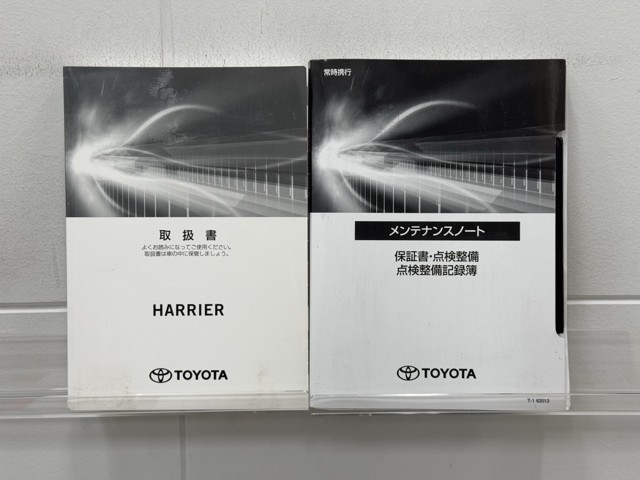 取扱書
よくお読みになってご使用ください。
取扱書は車の中に保管しましょう。
HARRIER
TOYOTA
常時携行
メンテナンスノート
保証書・点検整備
点検整備記録簿
TOYOTA